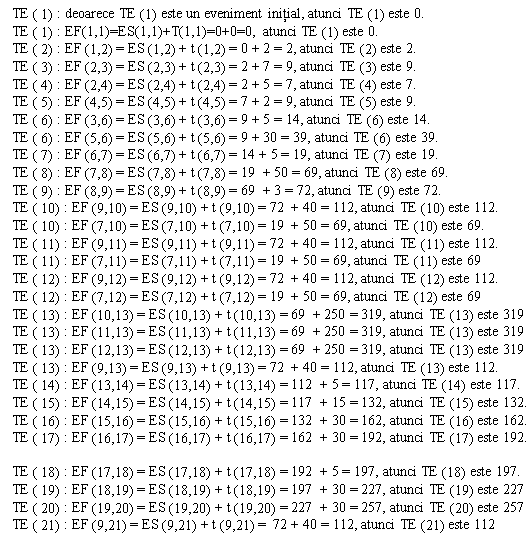 TE ( 1) : deoarece TE (1) este un eveniment iniţial, atunci TE (1) este 0.
TE ( 1) : EF(1,1)=ES(1,1)+T(1,1)=0+0=0, atunci TE (1) este 0.
TE ( 2) : EF (1,2) = ES (1,2) + t (1,2) = 0 + 2 = 2, atunci TE (2) este 2.
TE ( 3) : EF (2,3) = ES (2,3) + t (2,3) = 2 + 7 = 9, atunci TE (3) este 9.
TE ( 4) : EF (2,4) = ES (2,4) + t (2,4) = 2 + 5 = 7, atunci TE (4) este 7.
TE ( 5) : EF (4,5) = ES (4,5) + t (4,5) = 7 + 2 = 9, atunci TE (5) este 9.
TE ( 6) : EF (3,6) = ES (3,6) + t (3,6) = 9 + 5 = 14, atunci TE (6) este 14.
TE ( 6) : EF (5,6) = ES (5,6) + t (5,6) = 9 + 30 = 39, atunci TE (6) este 39.
TE ( 7) : EF (6,7) = ES (6,7) + t (6,7) = 14 + 5 = 19, atunci TE (7) este 19.
TE ( 8) : EF (7,8) = ES (7,8) + t (7,8) = 19 + 50 = 69, atunci TE (8) este 69.
TE ( 9) : EF (8,9) = ES (8,9) + t (8,9) = 69 + 3 = 72, atunci TE (9) este 72.
TE ( 10) : EF (9,10) = ES (9,10) + t (9,10) = 72 + 40 = 112, atunci TE (10) este 112.
TE ( 10) : EF (7,10) = ES (7,10) + t (7,10) = 19 + 50 = 69, atunci TE (10) este 69.
TE ( 11) : EF (9,11) = ES (9,11) + t (9,11) = 72 + 40 = 112, atunci TE (11) este 112.
TE ( 11) : EF (7,11) = ES (7,11) + t (7,11) = 19 + 50 = 69, atunci TE (11) este 69
TE ( 12) : EF (9,12) = ES (9,12) + t (9,12) = 72 + 40 = 112, atunci TE (12) este 112.
TE ( 12) : EF (7,12) = ES (7,12) + t (7,12) = 19 + 50 = 69, atunci TE (12) este 69
TE ( 13) : EF (10,13) = ES (10,13) + t (10,13) = 69 + 250 = 319, atunci TE (13) este 319
TE ( 13) : EF (11,13) = ES (11,13) + t (11,13) = 69 + 250 = 319, atunci TE (13) este 319
TE ( 13) : EF (12,13) = ES (12,13) + t (12,13) = 69 + 250 = 319, atunci TE (13) este 319
TE ( 13) : EF (9,13) = ES (9,13) + t (9,13) = 72 + 40 = 112, atunci TE (13) este 112.
TE ( 14) : EF (13,14) = ES (13,14) + t (13,14) = 112 + 5 = 117, atunci TE (14) este 117.
TE ( 15) : EF (14,15) = ES (14,15) + t (14,15) = 117 + 15 = 132, atunci TE (15) este 132.
TE ( 16) : EF (15,16) = ES (15,16) + t (15,16) = 132 + 30 = 162, atunci TE (16) este 162.
TE ( 17) : EF (16,17) = ES (16,17) + t (16,17) = 162 + 30 = 192, atunci TE (17) este 192.
TE ( 18) : EF (17,18) = ES (17,18) + t (17,18) = 192 + 5 = 197, atunci TE (18) este 197.
TE ( 19) : EF (18,19) = ES (18,19) + t (18,19) = 197 + 30 = 227, atunci TE (19) este 227
TE ( 20) : EF (19,20) = ES (19,20) + t (19,20) = 227 + 30 = 257, atunci TE (20) este 257
TE ( 21) : EF (9,21) = ES (9,21) + t (9,21) = 72 + 40 = 112, atunci TE (21) este 112